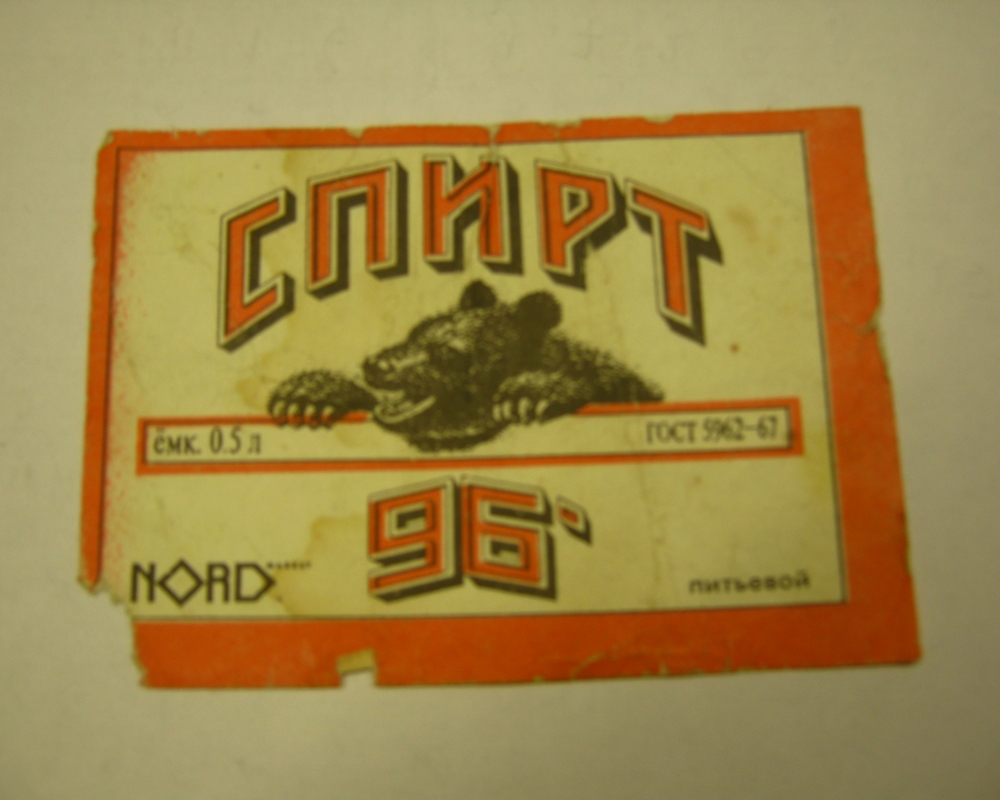 СПИРТ
ёмк. 0.5 л
ГОСТ 5962-67
96°
NORD
питьевой